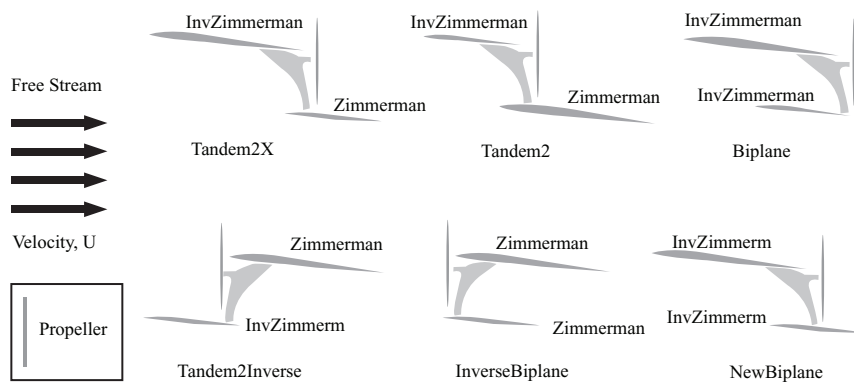 InvZimmerman
InvZimmerman
InvZimmerman
Free Stream
Zimmerman
Zimmerman
InvZimmerman
Tandem2X
Tandem2
Biplane
Velocity, U
Zimmerman
Zimmerman
InvZimmerm
Propeller
InvZimmerm
Zimmerman
InvZimmerm
Tandem2Inverse
InverseBiplane
NewBiplane